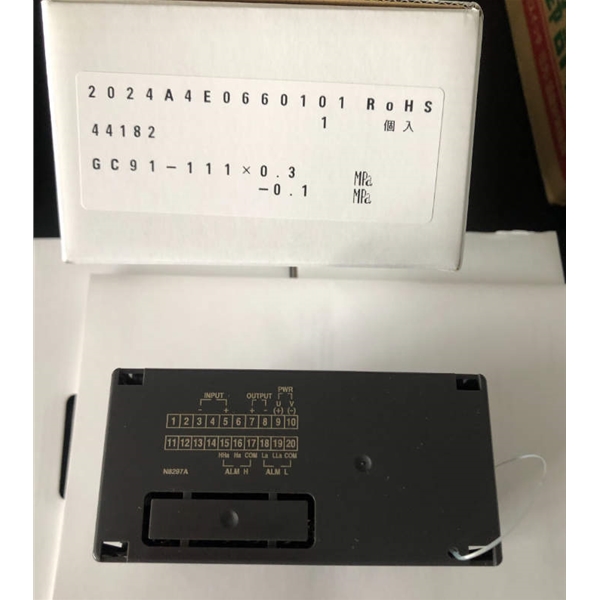 2024A4E0660101 RoHS
44182 1 個入
GC91-111×0.3 MPa
-0.1 MPa
PWR
INPUT OUTPUT U V
- + + - (+) (-)
1 2 3 4 5 6 7 8 9 10
11 12 13 14 15 16 17 18 19 20
HHa Ha COM La LLa COM
ALM H ALM L
NI8297A